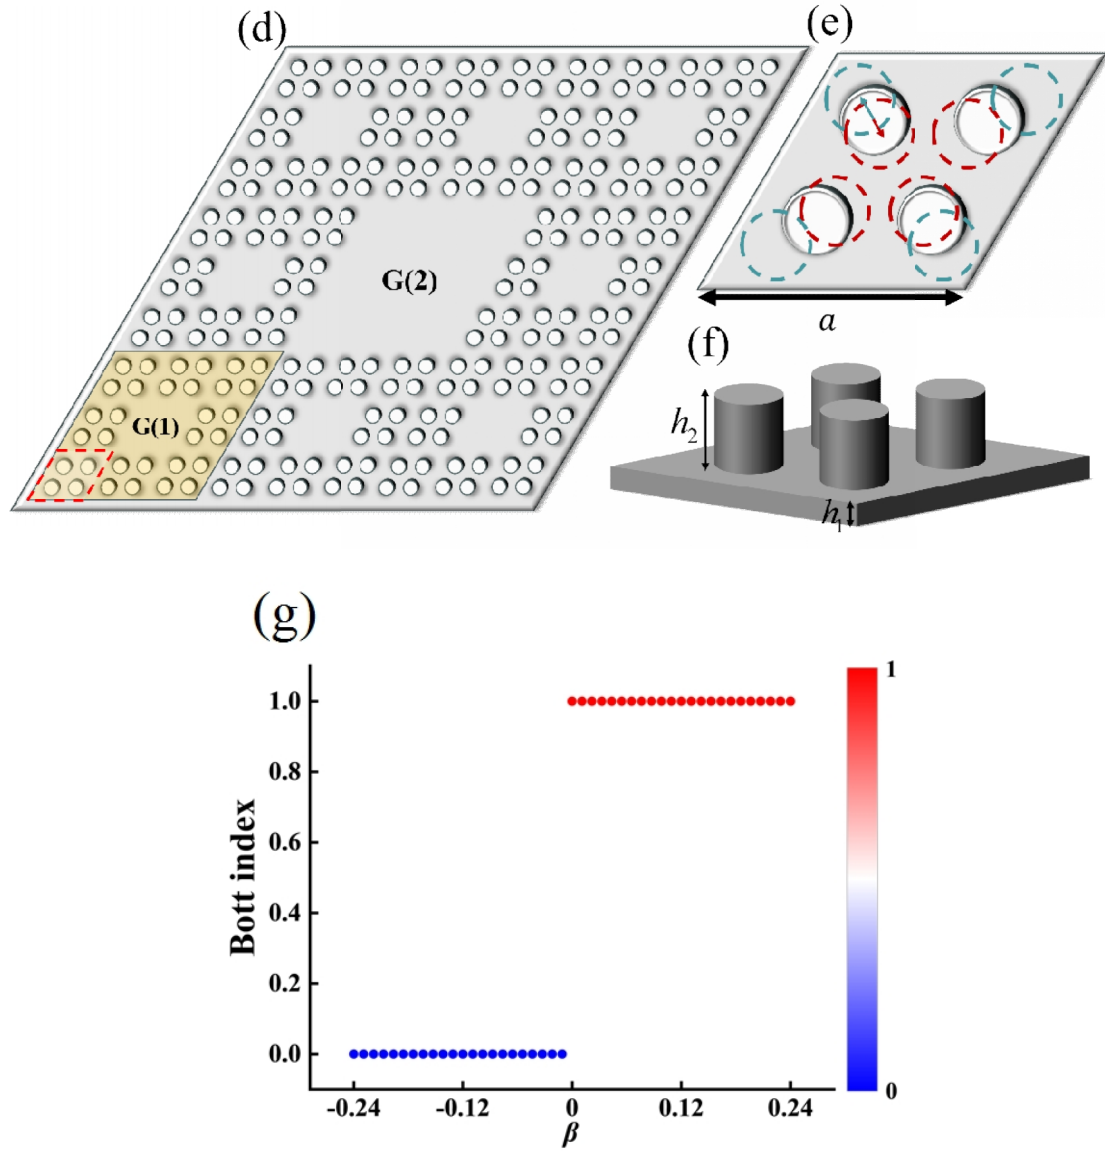 (d)
(e)
G(2)
a
(f)
G(1)
h2
h1
(g)
1
1.0
0.8
0.6
0.4
0.2
0.0
Bott index
0
-0.24 -0.12 0 0.12 0.24
β